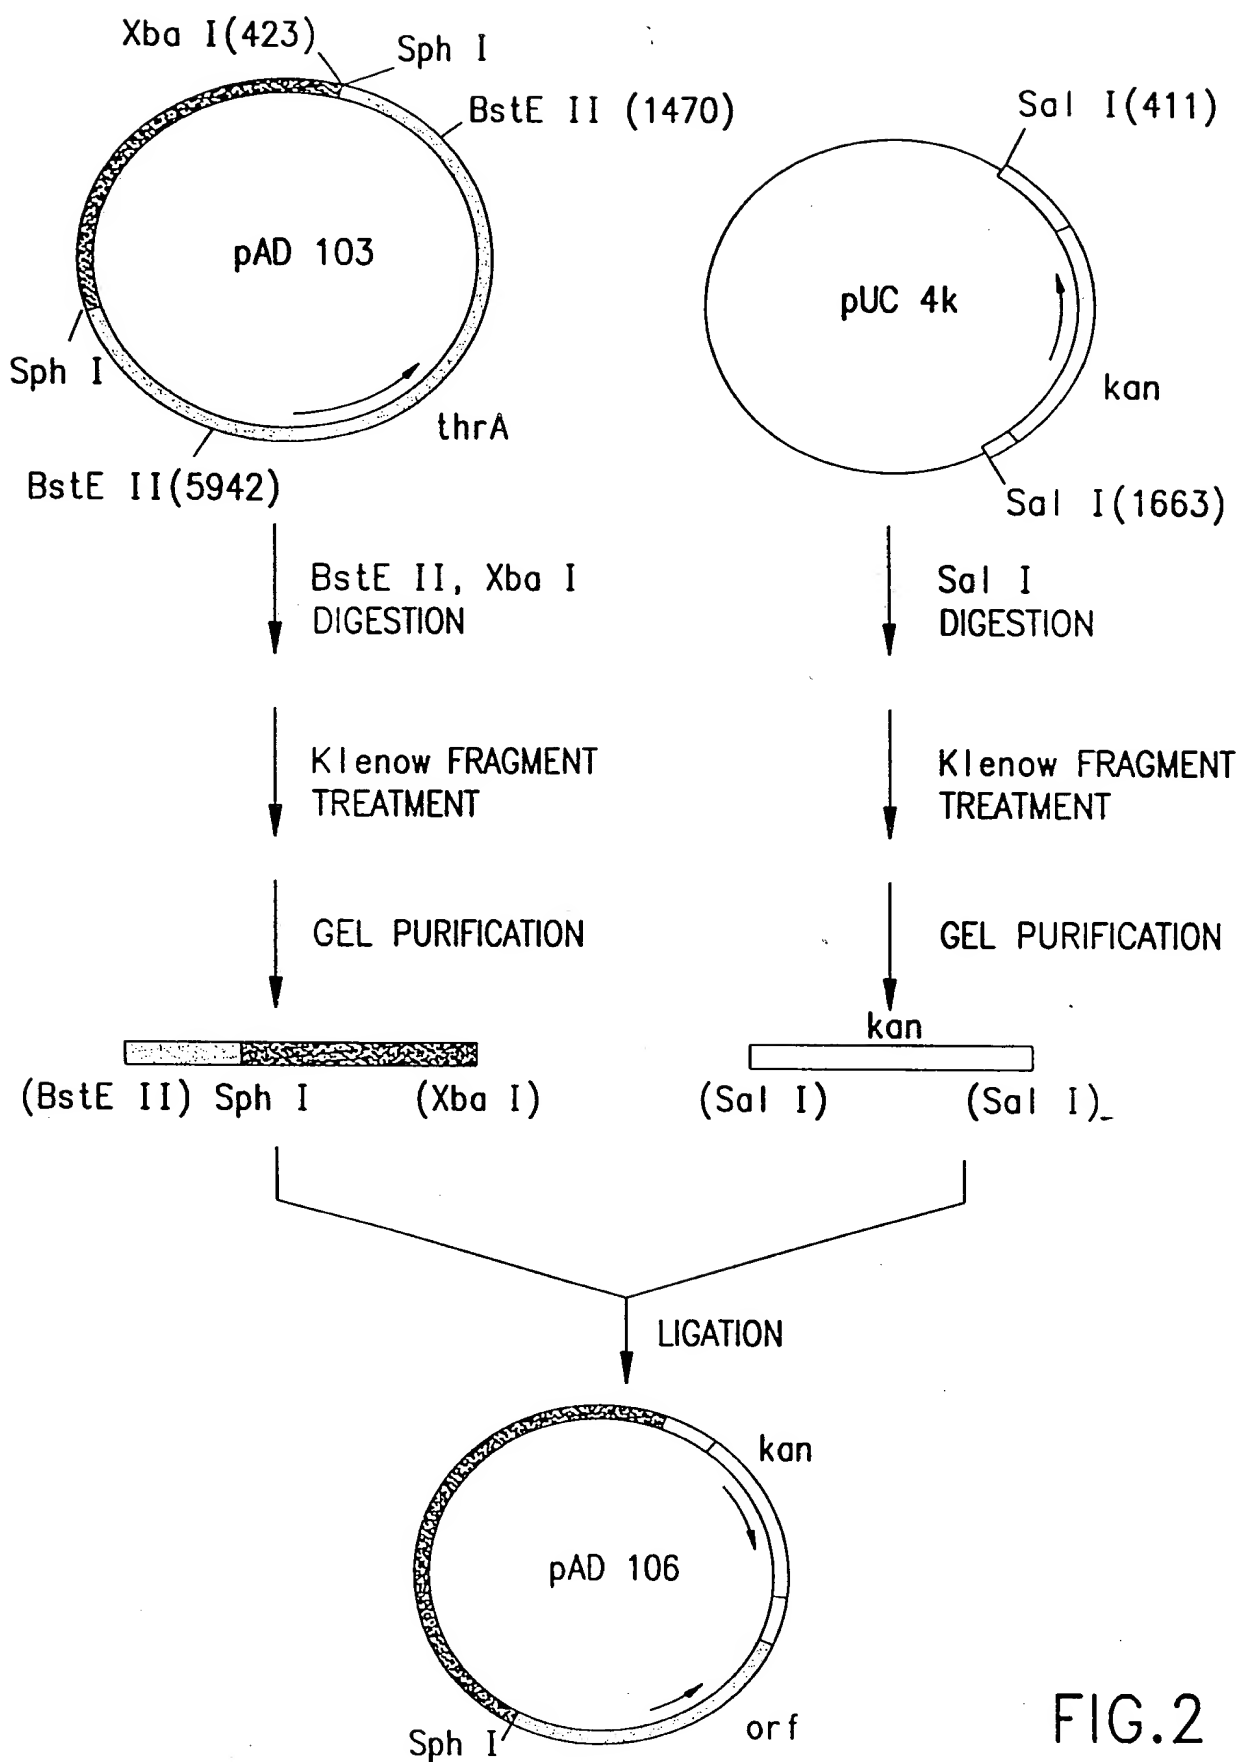 Xba I(423)
Sph I
BstE II (1470)
Sal I(411)
pAD 103
pUC 4k
Sph I
kan
thrA
BstE II(5942)
Sal I(1663)
BstE II, Xba I
DIGESTION
Sal I
DIGESTION
Klenow FRAGMENT
TREATMENT
Klenow FRAGMENT
TREATMENT
GEL PURIFICATION
GEL PURIFICATION
kan
(BstE II) Sph I (Xba I)
(Sal I) (Sal I)
LIGATION
kan
pAD 106
Sph I
orf
FIG.2